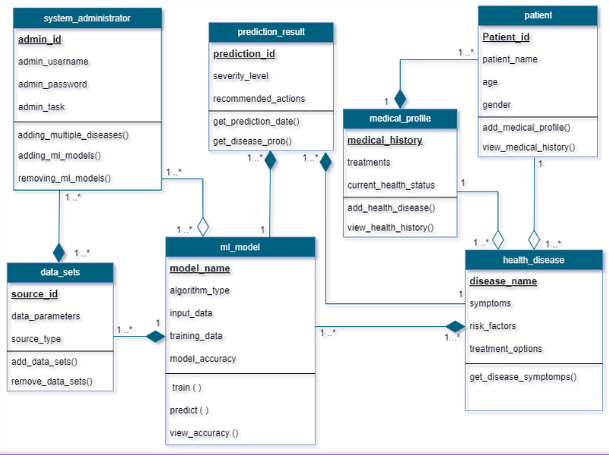 system_administrator
admin_id
admin_username
admin_password
admin_task
adding_multiple_diseases()
adding_ml_models()
removing_ml_models()
prediction_result
prediction_id
severity_level
recommended_actions
get_prediction_date()
get_disease_prob()
patient
Patient_id
patient_name
age
gender
add_medical_profile()
view_medical_history()
medical_profile
medical_history
treatments
current_health_status
add_health_disease()
view_health_history()
data_sets
source_id
data_parameters
source_type
add_data_sets()
remove_data_sets()
ml_model
model_name
algorithm_type
input_data
training_data
model_accuracy
train ( )
predict ( )
view_accuracy ()
health_disease
disease_name
symptoms
risk_factors
treatment_options
get_disease_symptomps()
1..*
1
1..*
1..*
1..*
1
1..*
1..*
1..*
1
1
1..*
1..*
1
1..*
1
1..*
1
1..*
1..*